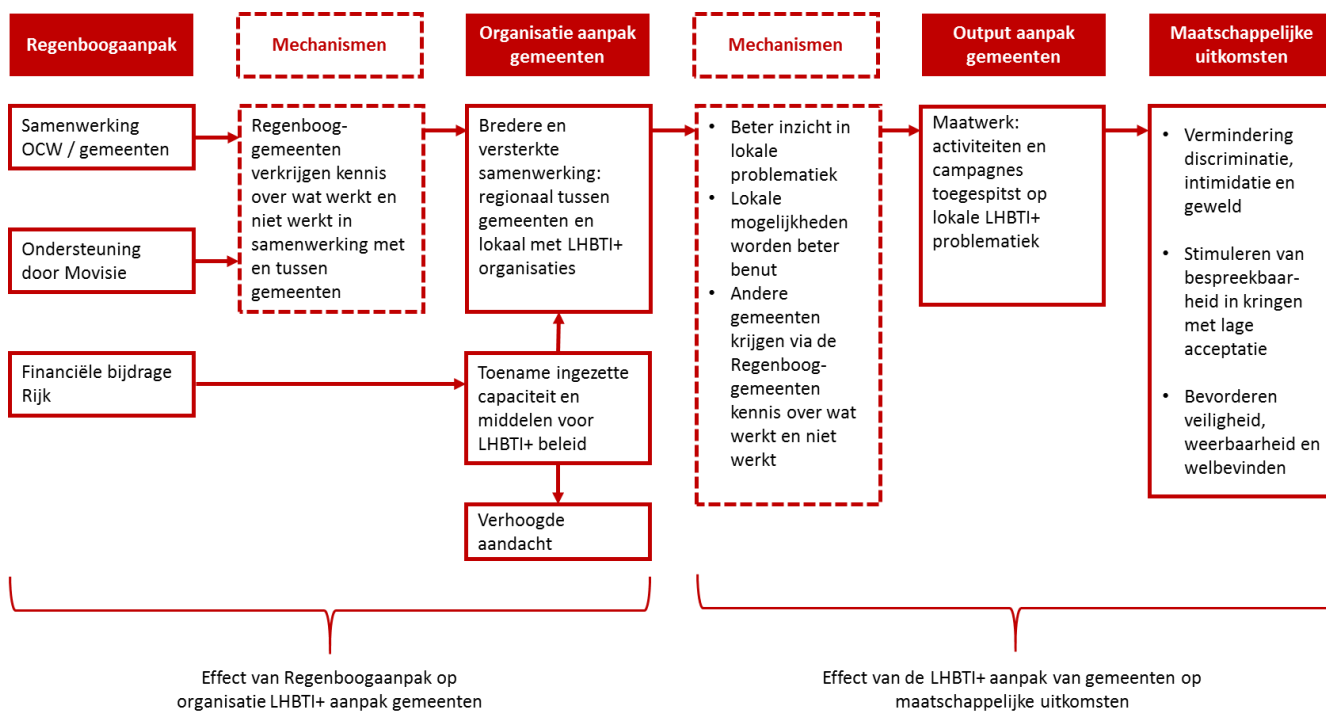 Regenboogaanpak
Mechanismen
Organisatie aanpak
gemeenten
Mechanismen
Output aanpak
gemeenten
Maatschappelijke
uitkomsten
Samenwerking
OCW / gemeenten
Ondersteuning
door Movisie
Financiële bijdrage
Rijk
Regenboog-
gemeenten
verkrijgen kennis
over wat werkt en
niet werkt in
samenwerking met
en tussen
gemeenten
Bredere en
versterkte
samenwerking:
regionaal tussen
gemeenten en
lokaal met LHBTI+
organisaties
Toename ingezette
capaciteit en
middelen voor
LHBTI+ beleid
Verhoogde
aandacht
• Beter inzicht in
lokale
problematiek
• Lokale
mogelijkheden
worden beter
benut
• Andere
gemeenten
krijgen via de
Regenboog-
gemeenten
kennis over wat
werkt en niet
werkt
Maatwerk:
activiteiten en
campagnes
toegespitst op
lokale LHBTI+
problematiek
• Vermindering
discriminatie,
intimidatie en
geweld
• Stimuleren van
bespreekbaar-
heid in kringen
met lage
acceptatie
• Bevorderen
veiligheid,
weerbaarheid en
welbevinden
Effect van Regenboogaanpak op
organisatie LHBTI+ aanpak gemeenten
Effect van de LHBTI+ aanpak van gemeenten op
maatschappelijke uitkomsten